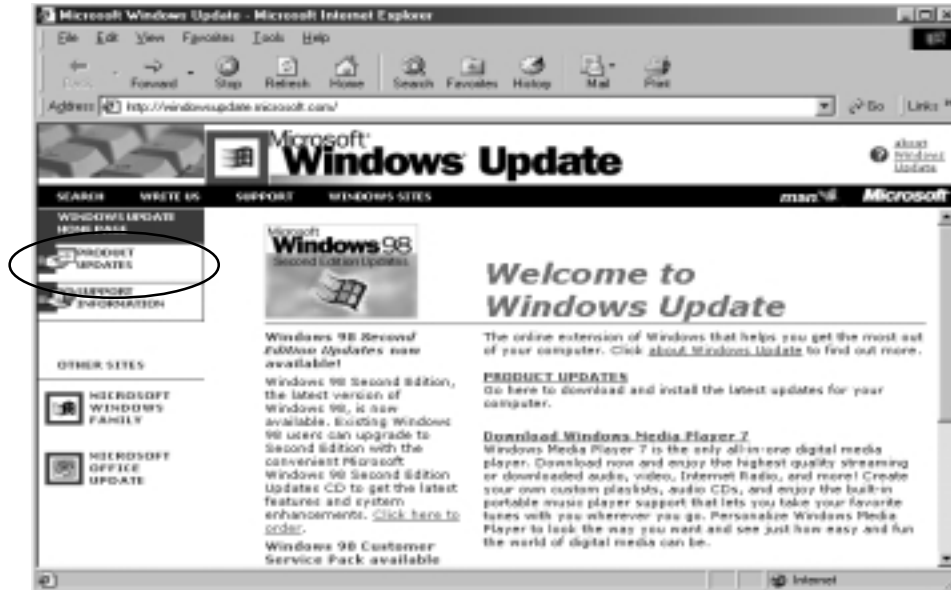 Microsoft Windows Update - Microsoft Internet Explorer
File Edit View Favorites Tools Help
Back Forward Stop Refresh Home Search Favorites History Mail Print
Address http://windowsupdate.microsoft.com/ Go Links »
Microsoft
Windows Update
about
Windows
Update
SEARCH WRITE US SUPPORT WINDOWS SITES msn Microsoft
WINDOWS UPDATE
HOME PAGE
PRODUCT
UPDATES
SUPPORT
INFORMATION
OTHER SITES
MICROSOFT
WINDOWS
FAMILY
MICROSOFT
OFFICE
UPDATE
Microsoft
Windows 98
Second Edition Updates
Windows 98 Second
Edition Updates now
available!
Windows 98 Second Edition,
the latest version of
Windows 98, is now
available. Existing Windows
98 users can upgrade to
Second Edition with the
convenient Microsoft
Windows 98 Second Edition
Updates CD to get the latest
features and system
enhancements. Click here to
order.
Windows 98 Customer
Service Pack available
Welcome to
Windows Update
The online extension of Windows that helps you get the most out
of your computer. Click about Windows Update to find out more.
PRODUCT UPDATES
Go here to download and install the latest updates for your
computer.
Download Windows Media Player 7
Windows Media Player 7 is the only all-in-one digital media
player. Download now and enjoy the highest quality streaming
or downloaded audio, video, Internet Radio, and more! Create
your own custom playlists, audio CDs, and enjoy the built-in
portable music player support that lets you take your favorite
tunes with you wherever you go. Personalize Windows Media
Player to look the way you want and see just how easy and fun
the world of digital media can be.
Internet